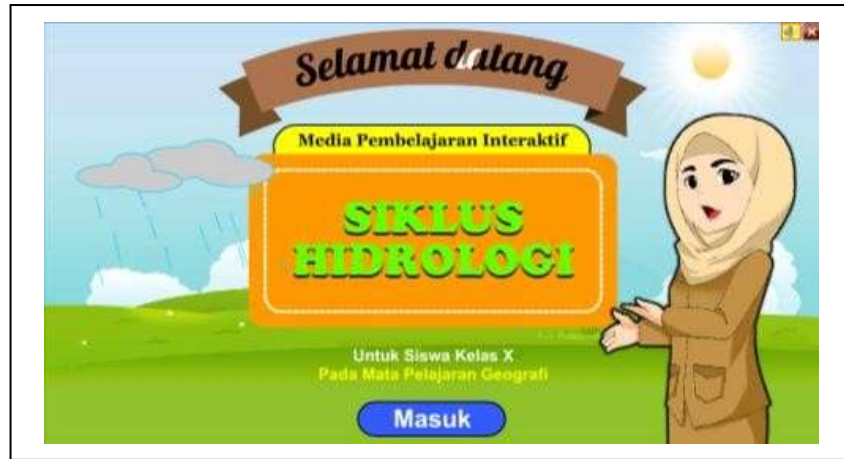 Selamat datang
Media Pembelajaran Interaktif
SIKLUS
HIDROLOGI
Untuk Siswa Kelas X
Pada Mata Pelajaran Geografi
Masuk